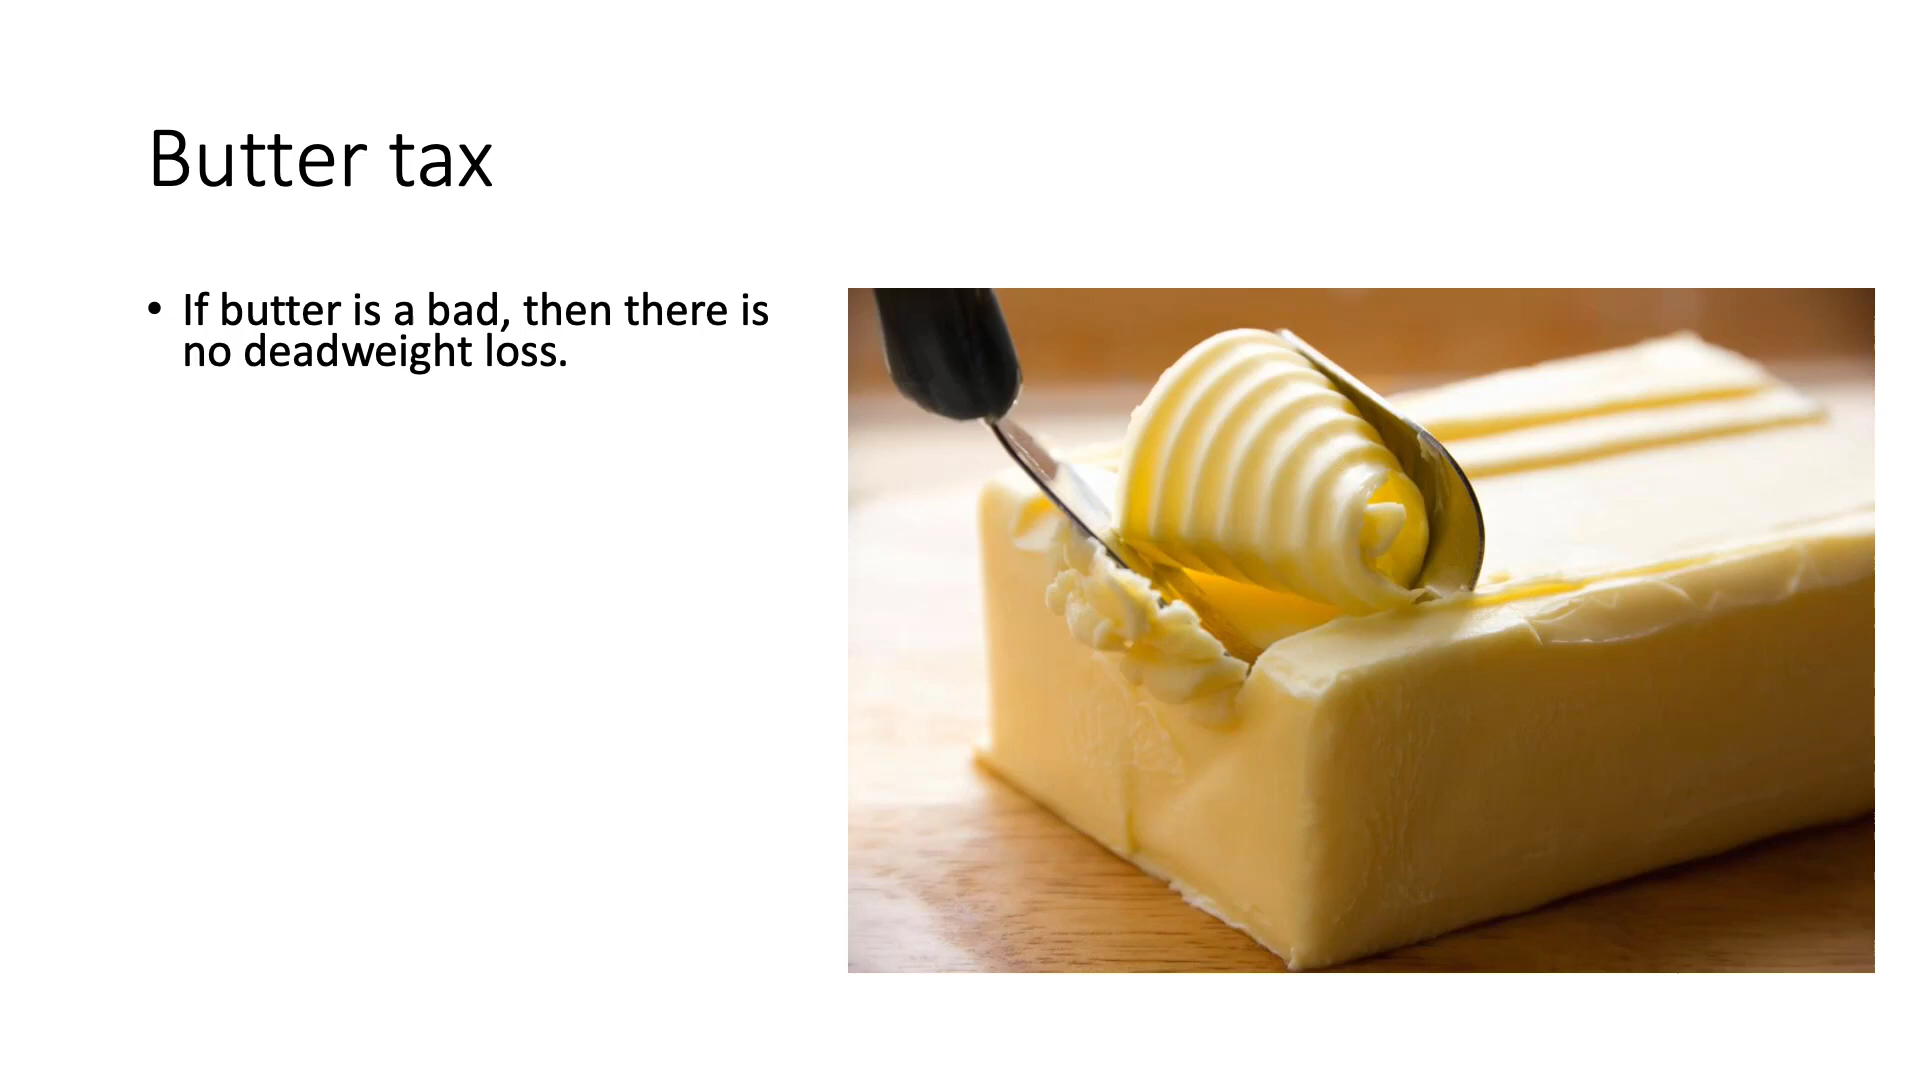 Butter tax
• If butter is a bad, then there is
no deadweight loss.